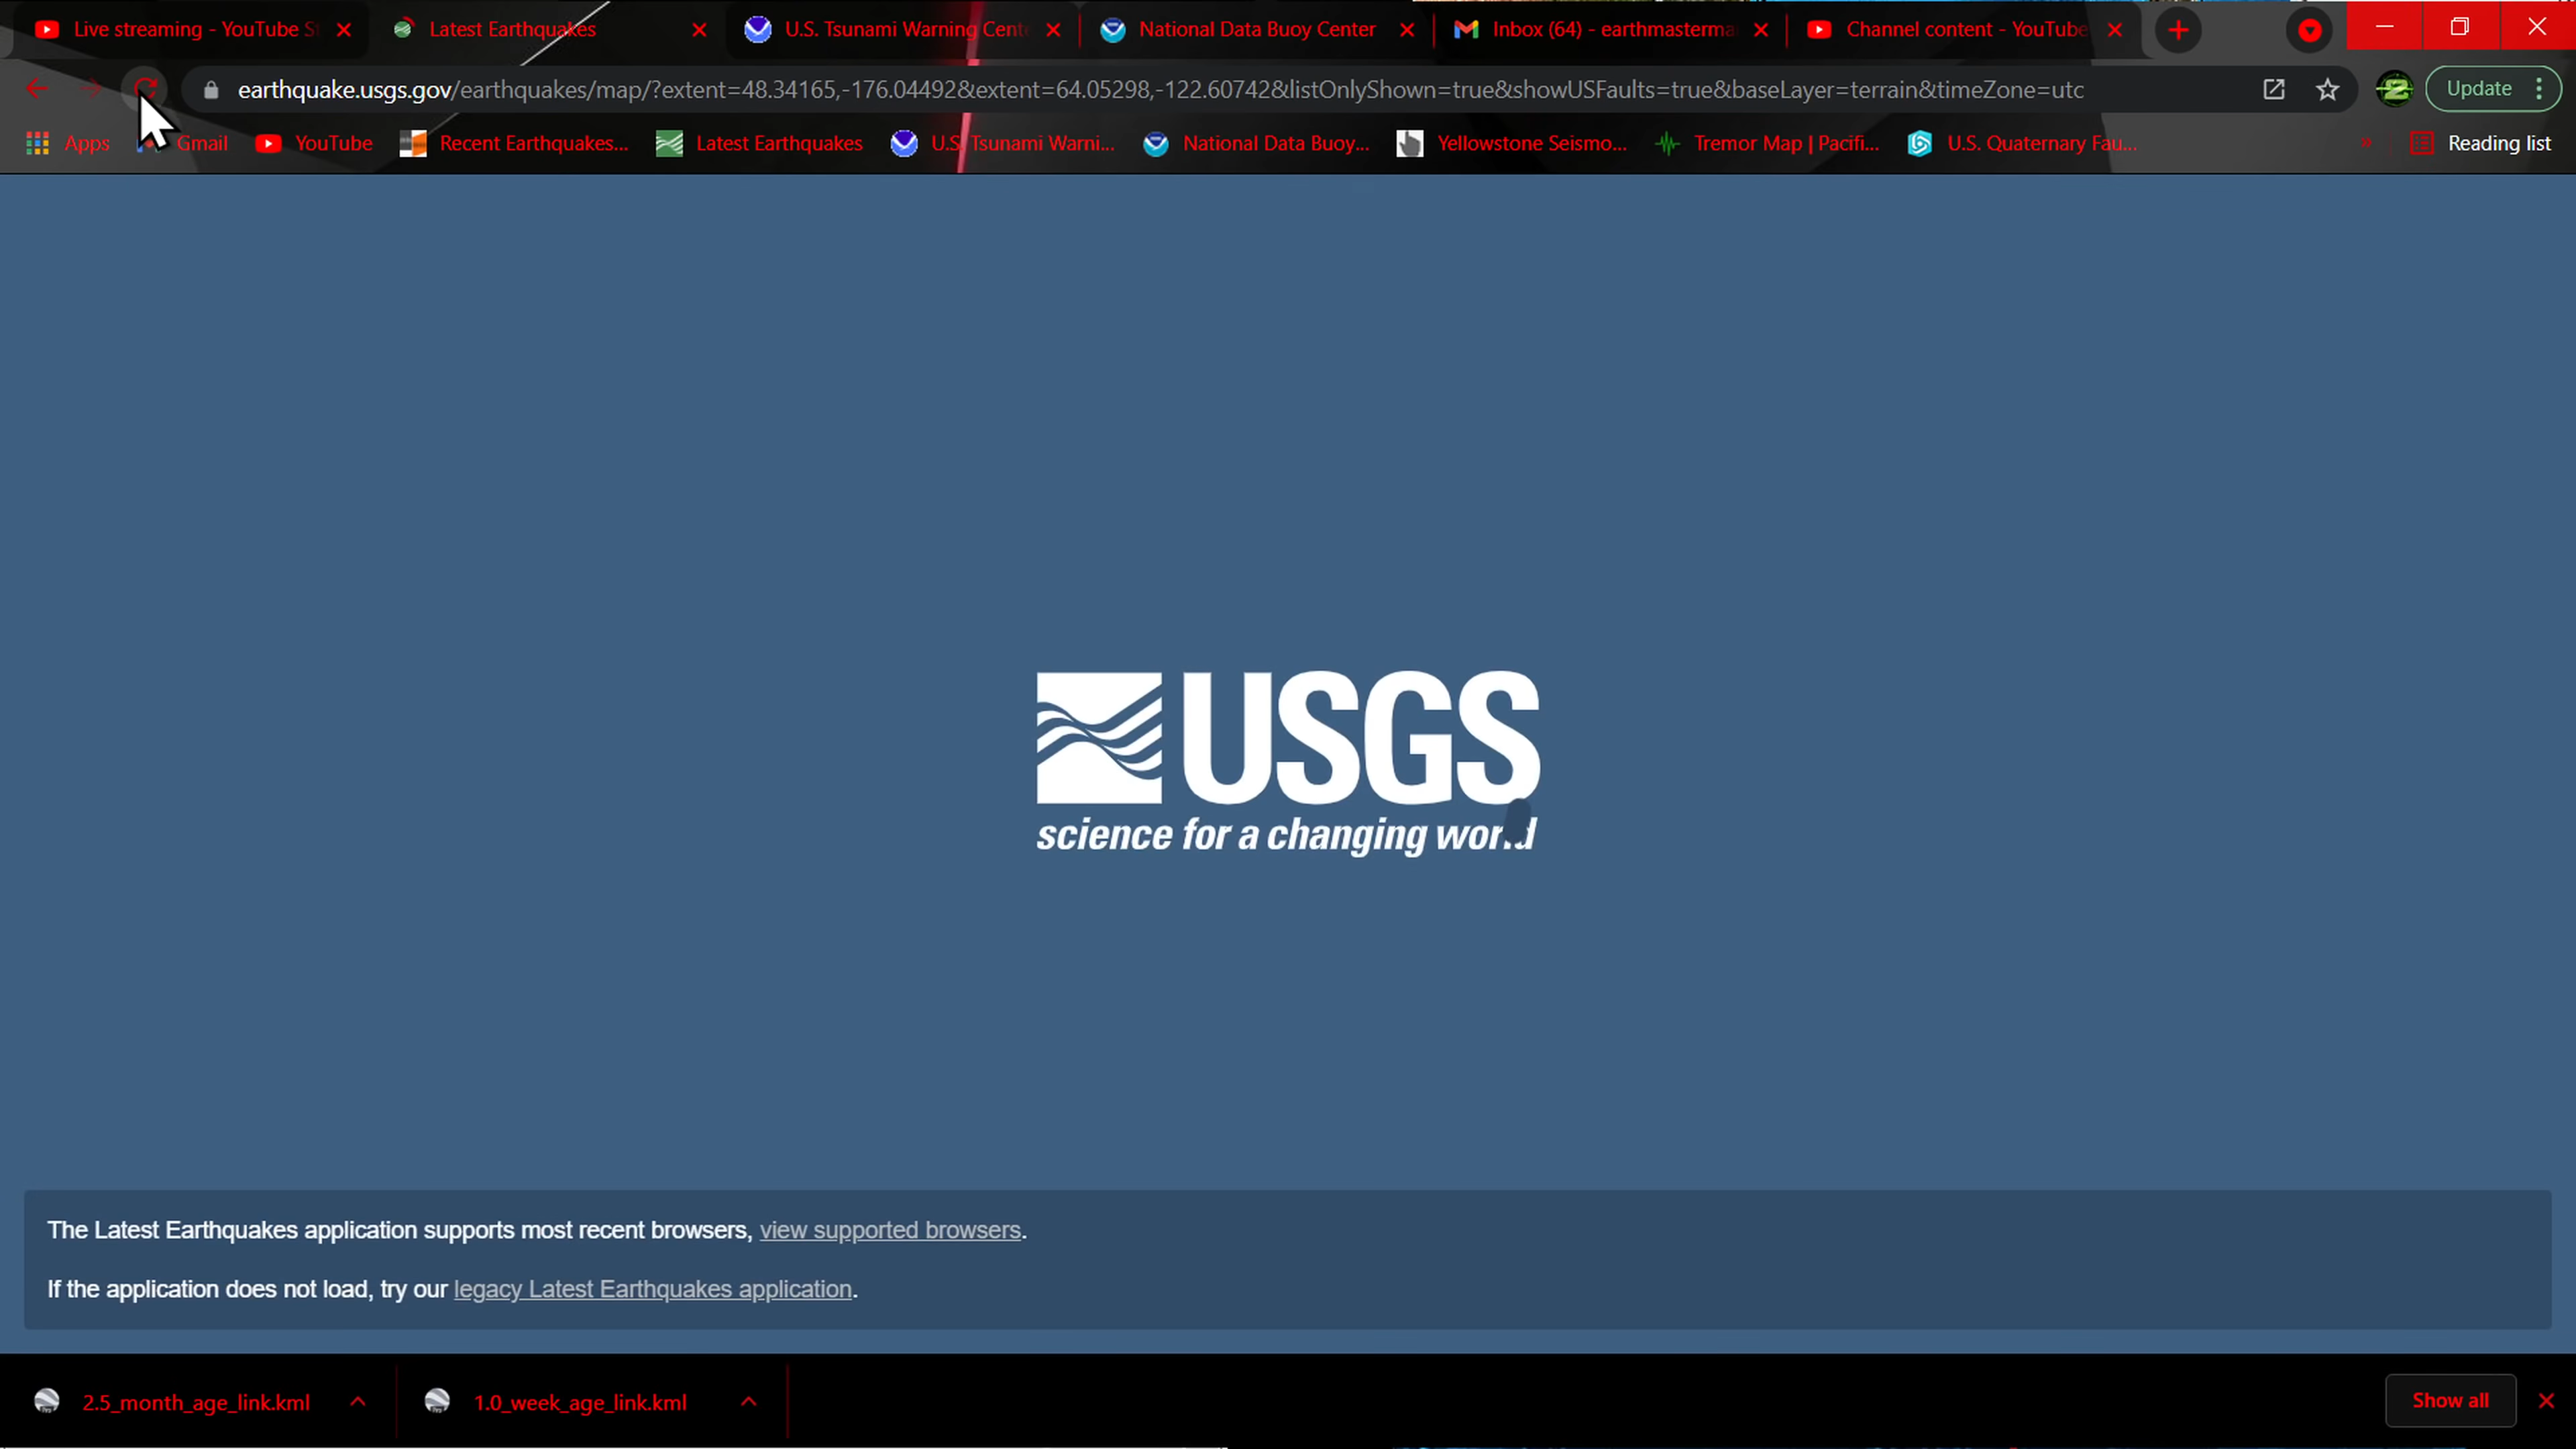 Live streaming - YouTube S
Latest Earthquakes
U.S. Tsunami Warning Cent
National Data Buoy Center
Inbox (64) - earthmasterma
Channel content - YouTube
earthquake.usgs.gov/earthquakes/map/?extent=48.34165,-176.04492&extent=64.05298,-122.60742&listOnlyShown=true&showUSFaults=true&baseLayer=terrain&timeZone=utc
Update
Apps
Gmail
YouTube
Recent Earthquakes...
Latest Earthquakes
U.S. Tsunami Warni...
National Data Buoy...
Yellowstone Seismo...
Tremor Map | Pacifi...
U.S. Quaternary Fau...
»
Reading list
USGS
science for a changing world
The Latest Earthquakes application supports most recent browsers, view supported browsers.
If the application does not load, try our legacy Latest Earthquakes application.
2.5_month_age_link.kml
1.0_week_age_link.kml
Show all